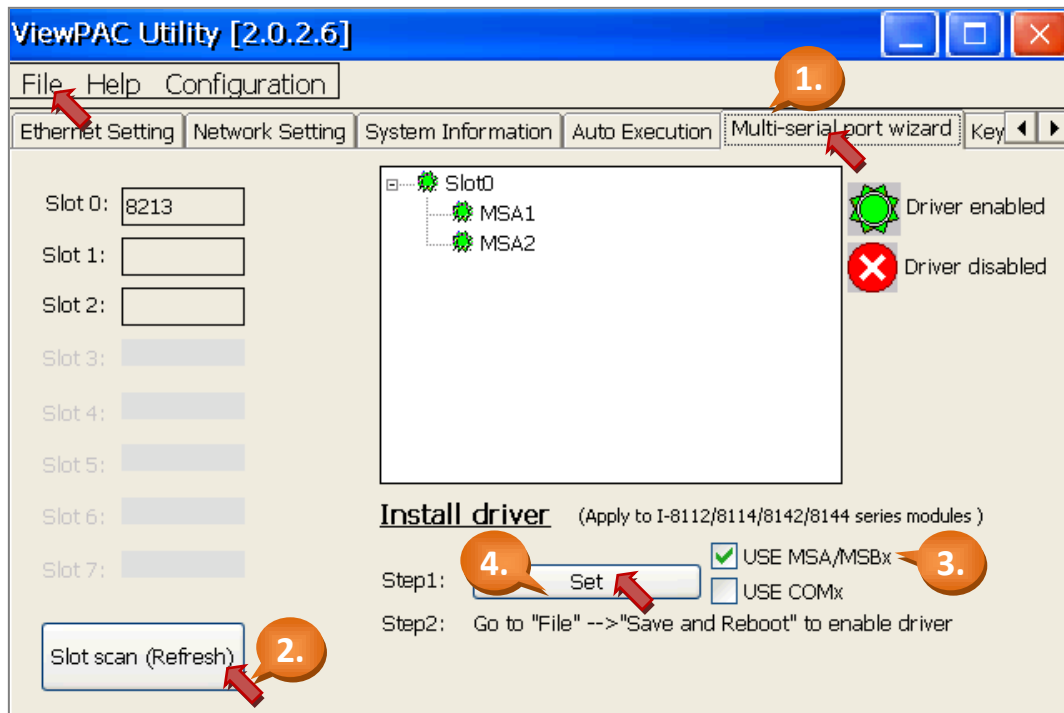 ViewPAC Utility [2.0.2.6]
File Help Configuration
1.
Ethernet Setting Network Setting System Information Auto Execution Multi-serial port wizard Key
Slot 0: 8213
Slot 1:
Slot 2:
Slot 3:
Slot 4:
Slot 5:
Slot 6:
Slot 7:
Slot scan (Refresh)
2.
Slot0
MSA1
MSA2
Driver enabled
Driver disabled
Install driver (Apply to I-8112/8114/8142/8144 series modules )
Step1: 4. Set
USE MSA/MSBx 3.
USE COMx
Step2: Go to "File" -->"Save and Reboot" to enable driver